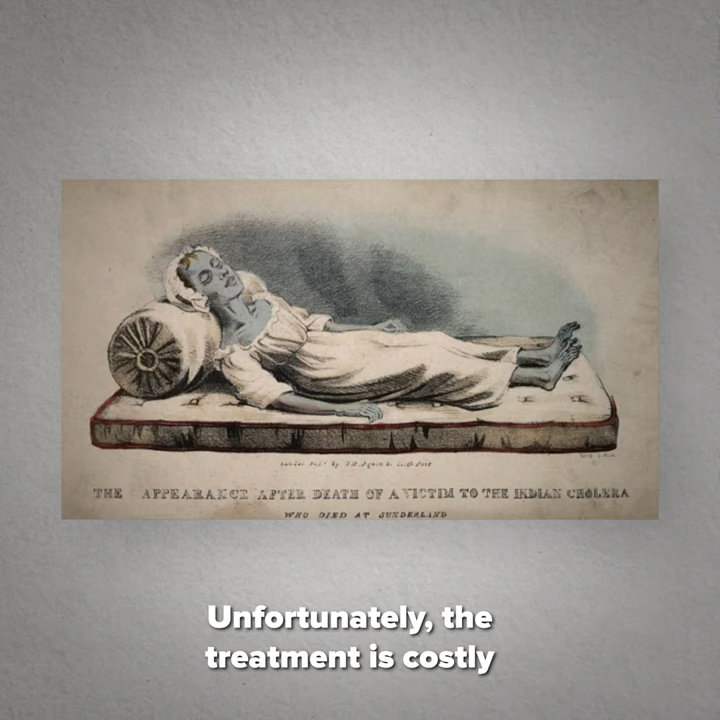 THE APPEARANCE AFTER DEATH OF A VICTIM TO THE INDIAN CHOLERA
WHO DIED AT SUNDERLAND
Unfortunately, the
treatment is costly